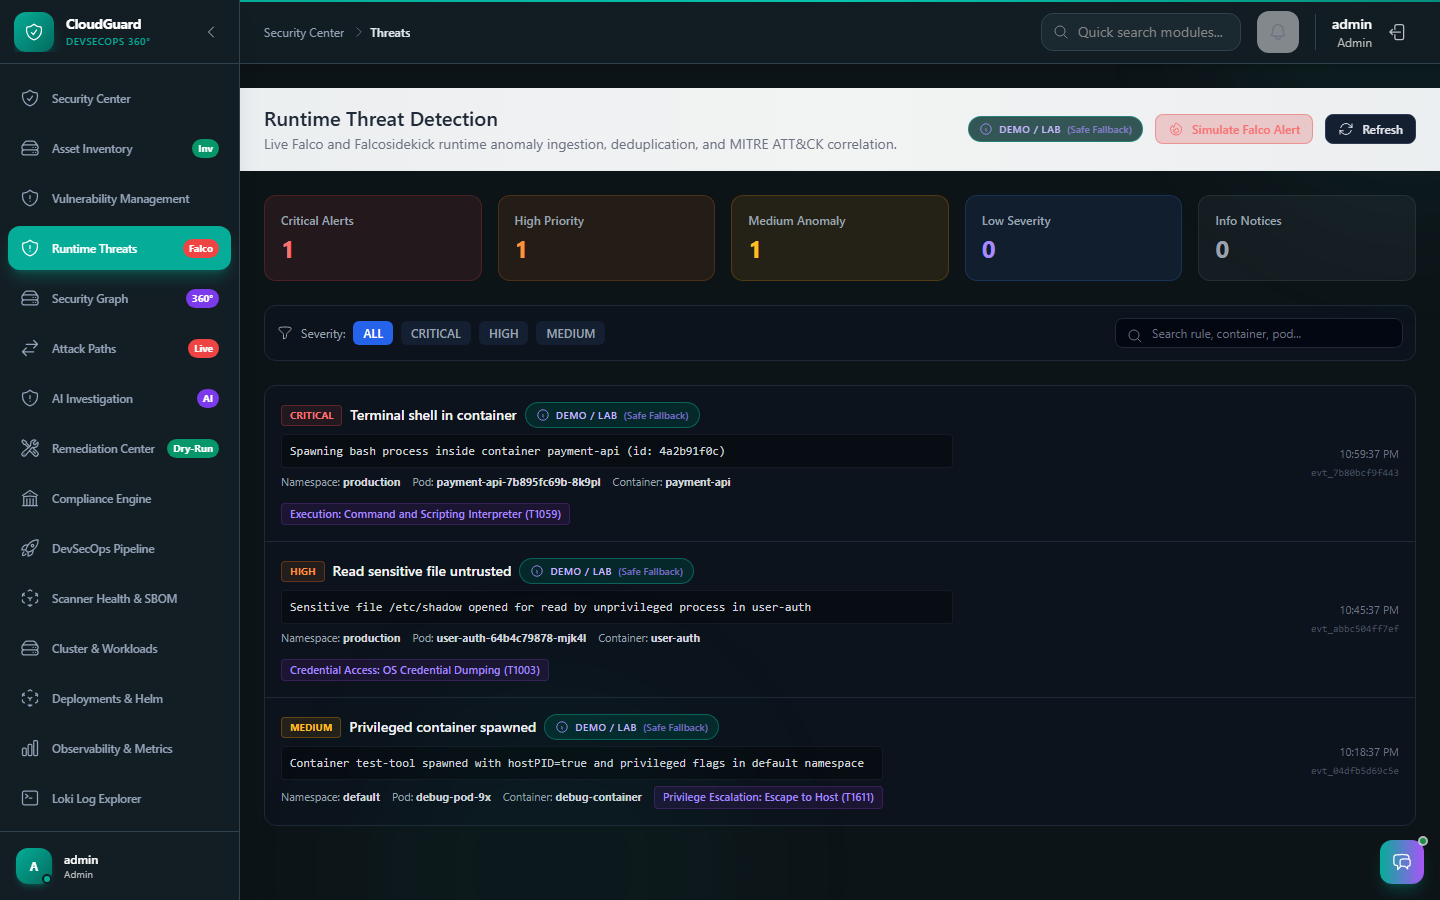 CloudGuard
DEVSECOPS 360°
Security Center
Asset Inventory Inv
Vulnerability Management
Runtime Threats Falco
Security Graph 360°
Attack Paths Live
AI Investigation AI
Remediation Center Dry-Run
Compliance Engine
DevSecOps Pipeline
Scanner Health & SBOM
Cluster & Workloads
Deployments & Helm
Observability & Metrics
Loki Log Explorer
A
admin
Admin
Security Center > Threats
Quick search modules...
admin
Admin
Runtime Threat Detection
Live Falco and Falcosidekick runtime anomaly ingestion, deduplication, and MITRE ATT&CK correlation.
DEMO / LAB (Safe Fallback)
Simulate Falco Alert
Refresh
Critical Alerts
1
High Priority
1
Medium Anomaly
1
Low Severity
0
Info Notices
0
Severity: ALL CRITICAL HIGH MEDIUM
Search rule, container, pod...
CRITICAL Terminal shell in container DEMO / LAB (Safe Fallback)
Spawning bash process inside container payment-api (id: 4a2b91f0c)
Namespace: production Pod: payment-api-7b895fc69b-8k9pl Container: payment-api
Execution: Command and Scripting Interpreter (T1059)
10:59:37 PM
evt_7b80bcf9f443
HIGH Read sensitive file untrusted DEMO / LAB (Safe Fallback)
Sensitive file /etc/shadow opened for read by unprivileged process in user-auth
Namespace: production Pod: user-auth-64b4c79878-mjk4l Container: user-auth
Credential Access: OS Credential Dumping (T1003)
10:45:37 PM
evt_abbc504ff7ef
MEDIUM Privileged container spawned DEMO / LAB (Safe Fallback)
Container test-tool spawned with hostPID=true and privileged flags in default namespace
Namespace: default Pod: debug-pod-9x Container: debug-container Privilege Escalation: Escape to Host (T1611)
10:18:37 PM
evt_04dfb5d69c5e